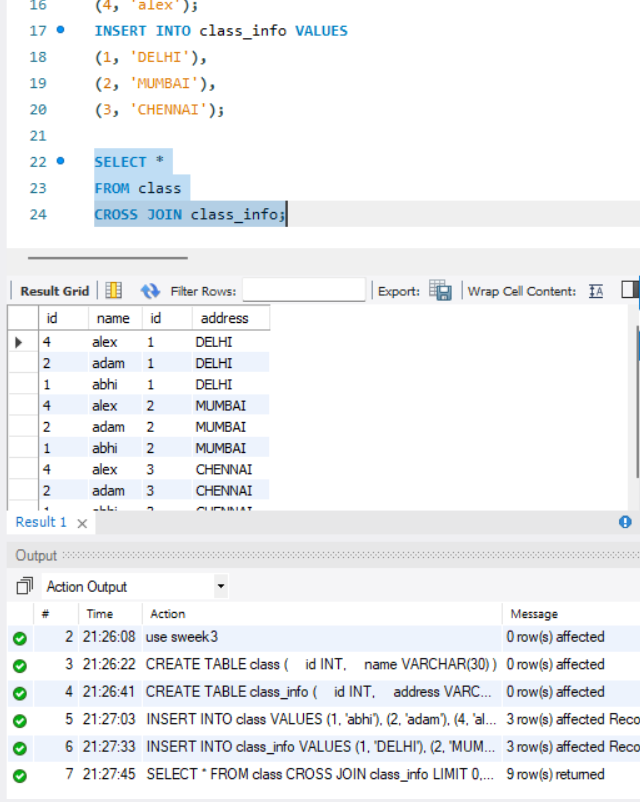 16 (4, 'alex');
17 INSERT INTO class_info VALUES
18 (1, 'DELHI'),
19 (2, 'MUMBAI'),
20 (3, 'CHENNAI');
21
22 SELECT *
23 FROM class
24 CROSS JOIN class_info;
Result Grid Filter Rows: Export: Wrap Cell Content: IA
id name id address
4 alex 1 DELHI
2 adam 1 DELHI
1 abhi 1 DELHI
4 alex 2 MUMBAI
2 adam 2 MUMBAI
1 abhi 2 MUMBAI
4 alex 3 CHENNAI
2 adam 3 CHENNAI
1 abhi 3 CHENNAI
Result 1 ×
Output
Action Output
# Time Action Message
2 21:26:08 use sweek3 0 row(s) affected
3 21:26:22 CREATE TABLE class ( id INT, name VARCHAR(30) ) 0 row(s) affected
4 21:26:41 CREATE TABLE class_info ( id INT, address VARC... 0 row(s) affected
5 21:27:03 INSERT INTO class VALUES (1, 'abhi'), (2, 'adam'), (4, 'al... 3 row(s) affected Reco
6 21:27:33 INSERT INTO class_info VALUES (1, 'DELHI'), (2, 'MUM... 3 row(s) affected Reco
7 21:27:45 SELECT * FROM class CROSS JOIN class_info LIMIT 0,... 9 row(s) returned